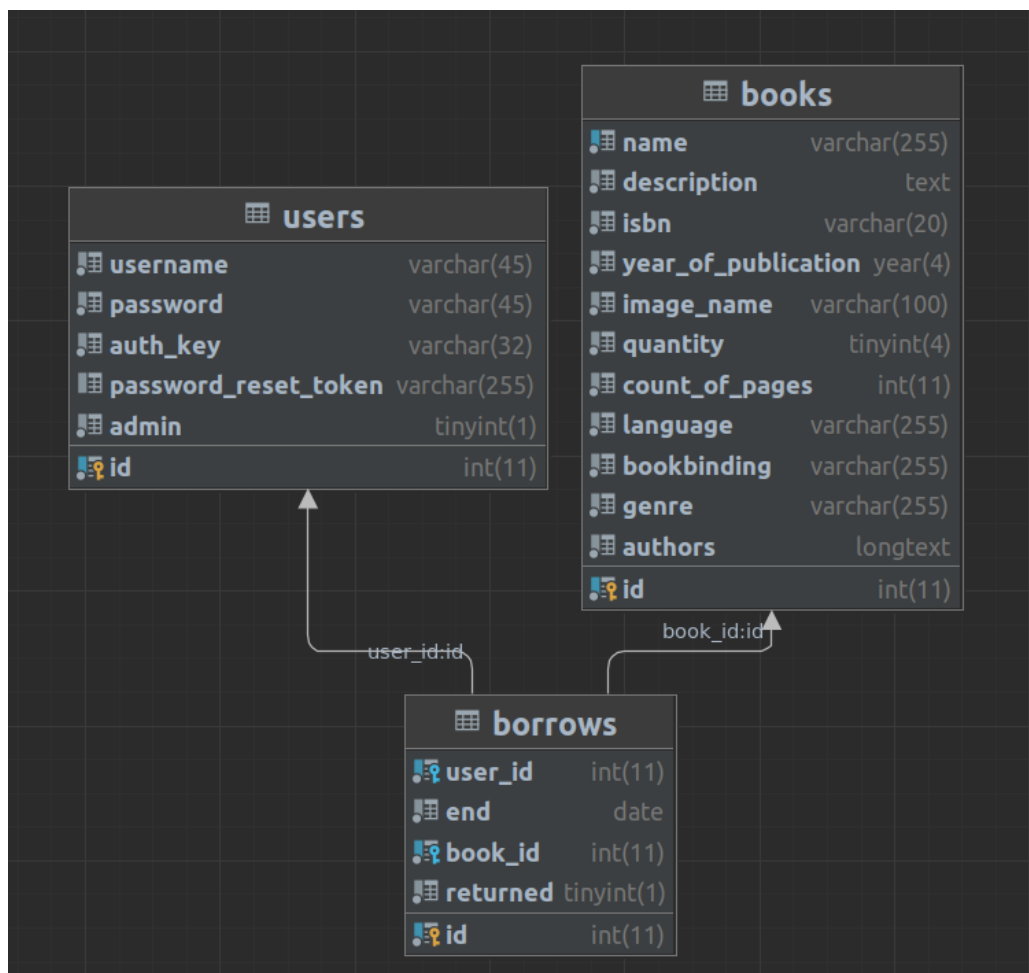 users
username varchar(45)
password varchar(45)
auth_key varchar(32)
password_reset_token varchar(255)
admin tinyint(1)
id int(11)
books
name varchar(255)
description text
isbn varchar(20)
year_of_publication year(4)
image_name varchar(100)
quantity tinyint(4)
count_of_pages int(11)
language varchar(255)
bookbinding varchar(255)
genre varchar(255)
authors longtext
id int(11)
user_id:id
book_id:id
borrows
user_id int(11)
end date
book_id int(11)
returned tinyint(1)
id int(11)